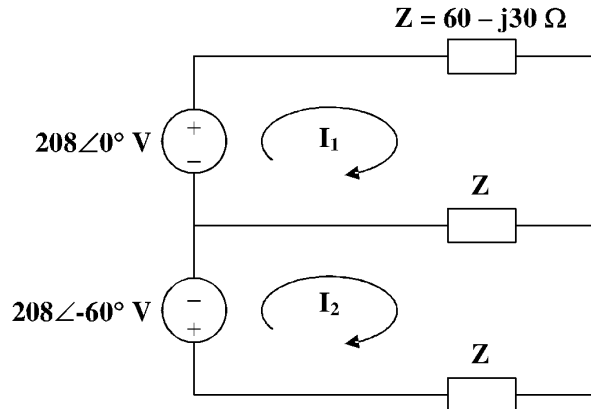 Z = 60 – j30 Ω
+
208∠0° V
I₁
–
Z
–
208∠-60° V
I₂
+
Z